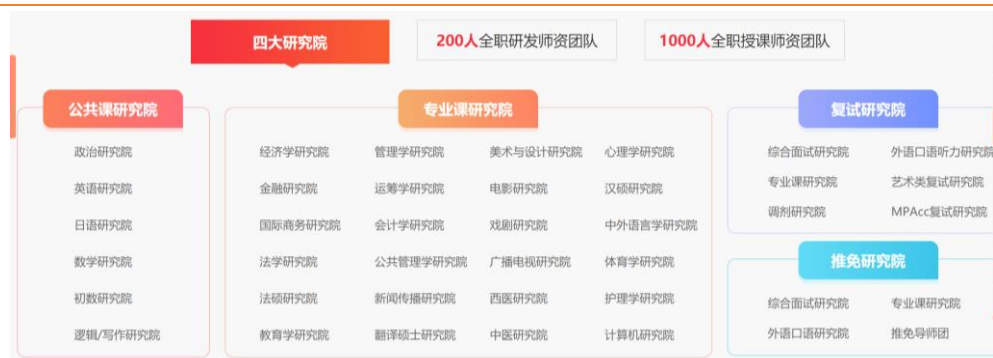 四大研究院
200人全职研发师资团队
1000人全职授课师资团队
公共课研究院
政治研究院
英语研究院
日语研究院
数学研究院
初数研究院
逻辑/写作研究院
专业课研究院
经济学研究院 管理学研究院 美术与设计研究院 心理学研究院
金融研究院 运筹学研究院 电影研究院 汉硕研究院
国际商务研究院 会计学研究院 戏剧研究院 中外语言学研究院
法学研究院 公共管理学研究院 广播电视研究院 体育学研究院
法硕研究院 新闻传播研究院 西医研究院 护理学研究院
教育学研究院 翻译硕士研究院 中医研究院 计算机研究院
复试研究院
综合面试研究院 外语口语听力研究院
专业课研究院 艺术类复试研究院
调剂研究院 MPAcc复试研究院
推免研究院
综合面试研究院 专业课研究院
外语口语研究院 推免导师团